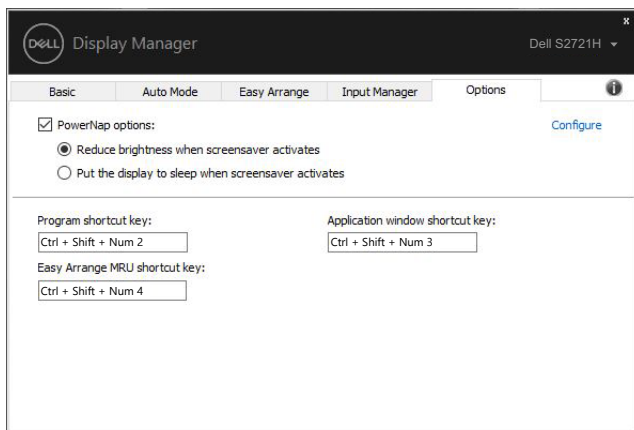 x
DELL Display Manager
Dell S2721H
Basic Auto Mode Easy Arrange Input Manager Options
PowerNap options:
Configure
Reduce brightness when screensaver activates
Put the display to sleep when screensaver activates
Program shortcut key: Application window shortcut key:
Ctrl + Shift + Num 2 Ctrl + Shift + Num 3
Easy Arrange MRU shortcut key:
Ctrl + Shift + Num 4